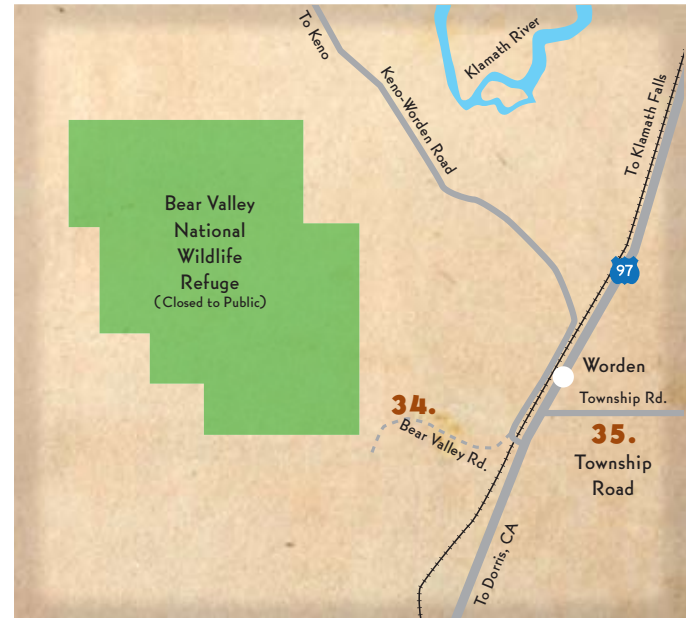 To Keno
Klamath River
Keno-Worden Road
To Klamath Falls
Bear Valley
National
Wildlife
Refuge
(Closed to Public)
97
Worden
Township Rd.
34.
Bear Valley Rd.
35.
Township
Road
To Dorris, CA